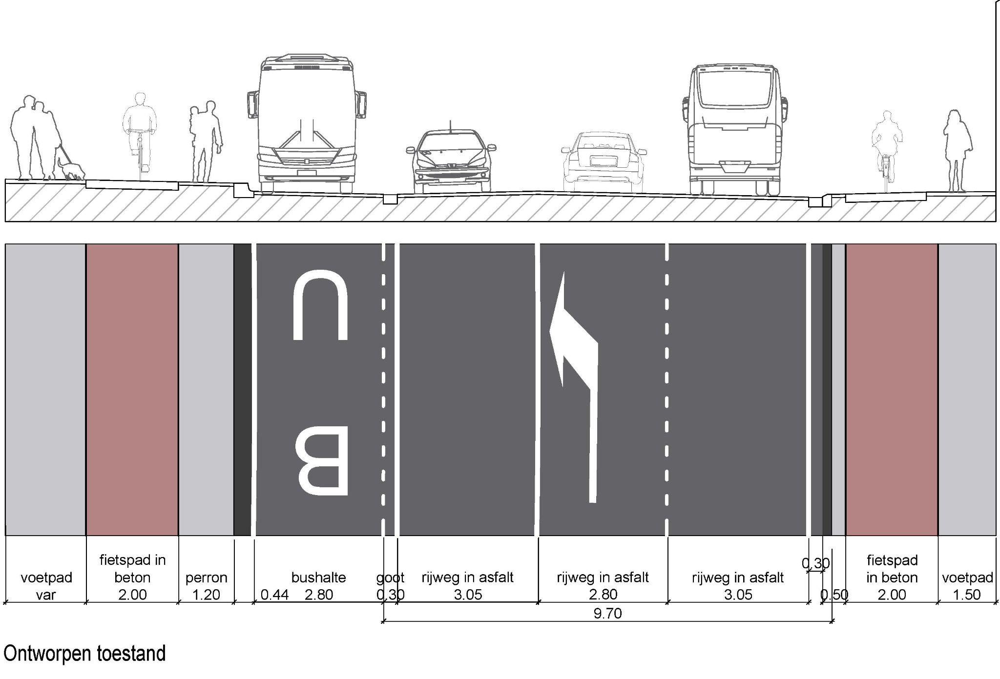 U
B
voetpad
var
fietspad in
beton
2.00
perron
1.20
0.44
bushalte
2.80
goot
0.30
rijweg in asfalt
3.05
rijweg in asfalt
2.80
rijweg in asfalt
3.05
0.30
0.50
fietspad
in beton
2.00
voetpad
1.50
9.70
Ontworpen toestand